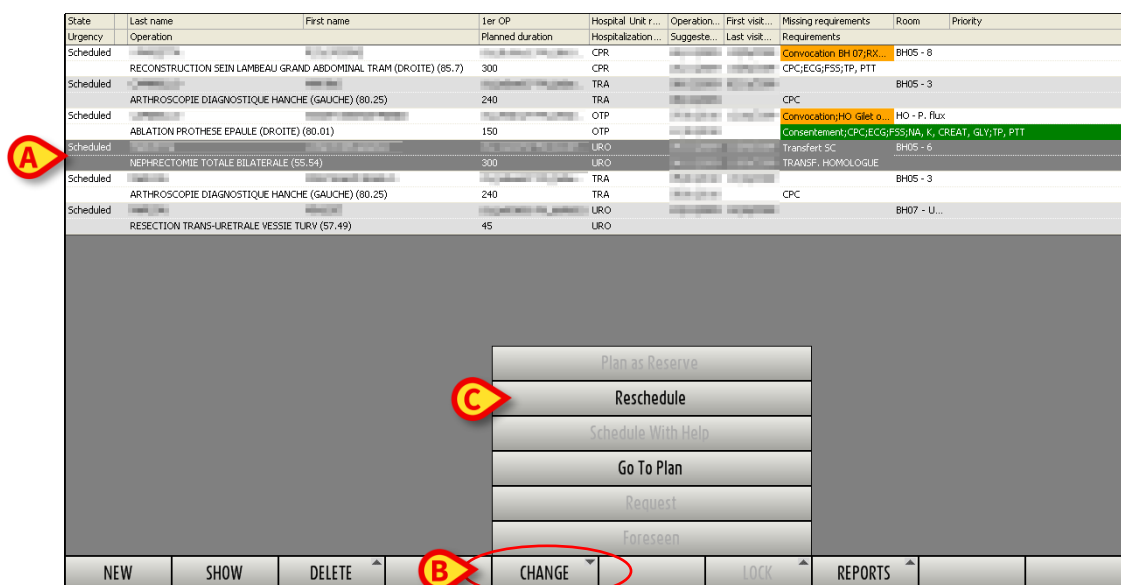 State Last name First name 1er OP Hospital Unit r... Operation... First visit... Missing requirements Room Priority
Urgency Operation Planned duration Hospitalization... Suggeste... Last visit... Requirements
Scheduled CPR Convocation BH 07;RX... BH05 - 8
RECONSTRUCTION SEIN LAMBEAU GRAND ABDOMINAL TRAM (DROITE) (85.7) 300 CPR CPC;ECG;FSS;TP, PTT
Scheduled TRA BH05 - 3
ARTHROSCOPIE DIAGNOSTIQUE HANCHE (GAUCHE) (80.25) 240 TRA CPC
Scheduled OTP Convocation;HO Gilet o... HO - P. flux
ABLATION PROTHESE EPAULE (DROITE) (80.01) 150 OTP Consentement;CPC;ECG;FSS;NA, K, CREAT, GLY;TP, PTT
A
Scheduled URO Transfert SC BH05 - 6
NEPHRECTOMIE TOTALE BILATERALE (55.54) 300 URO TRANSF. HOMOLOGUE
Scheduled TRA BH05 - 3
ARTHROSCOPIE DIAGNOSTIQUE HANCHE (GAUCHE) (80.25) 240 TRA CPC
Scheduled URO BH07 - U...
RESECTION TRANS-URETRALE VESSIE TURV (57.49) 45 URO
Plan as Reserve
C Reschedule
Schedule With Help
Go To Plan
Request
Foreseen
NEW SHOW DELETE B CHANGE LOCK REPORTS